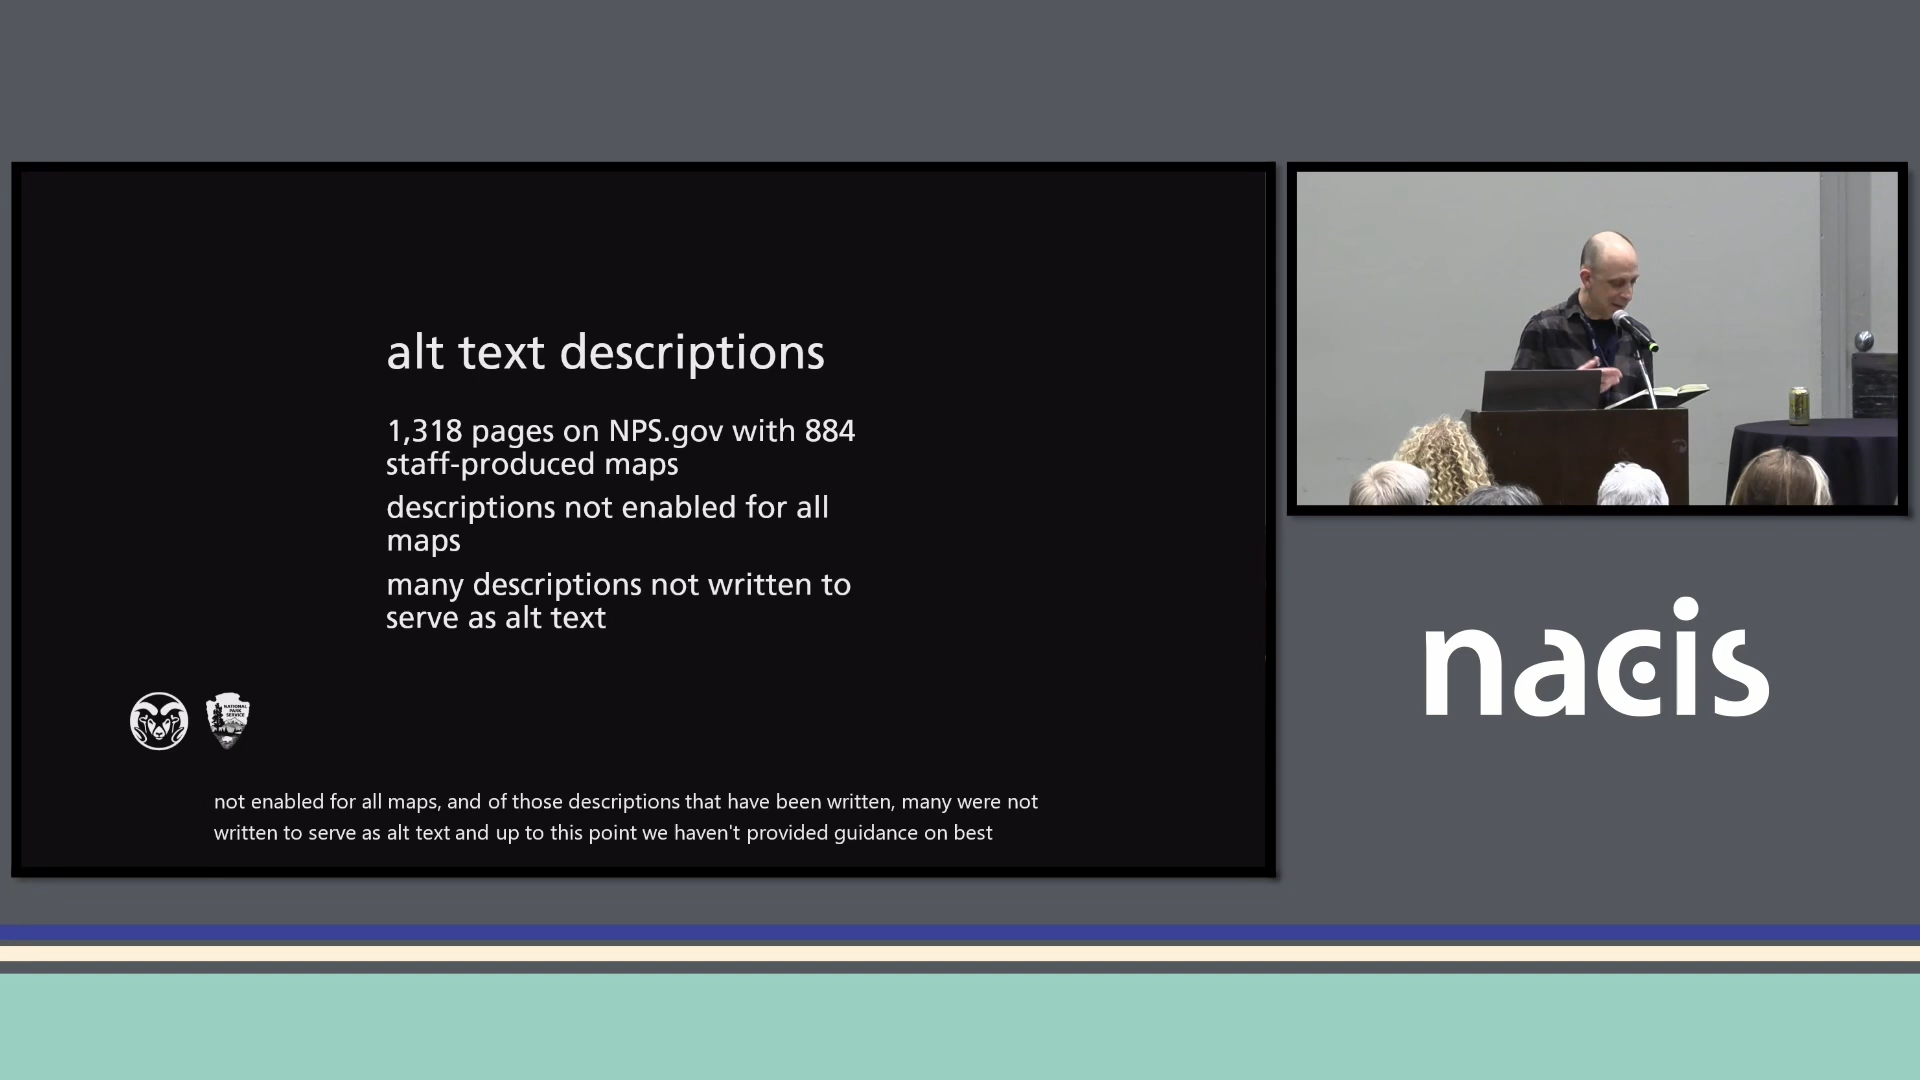 alt text descriptions
1,318 pages on NPS.gov with 884
staff-produced maps
descriptions not enabled for all
maps
many descriptions not written to
serve as alt text
NATIONAL
PARK
SERVICE
not enabled for all maps, and of those descriptions that have been written, many were not
written to serve as alt text and up to this point we haven't provided guidance on best
nacis